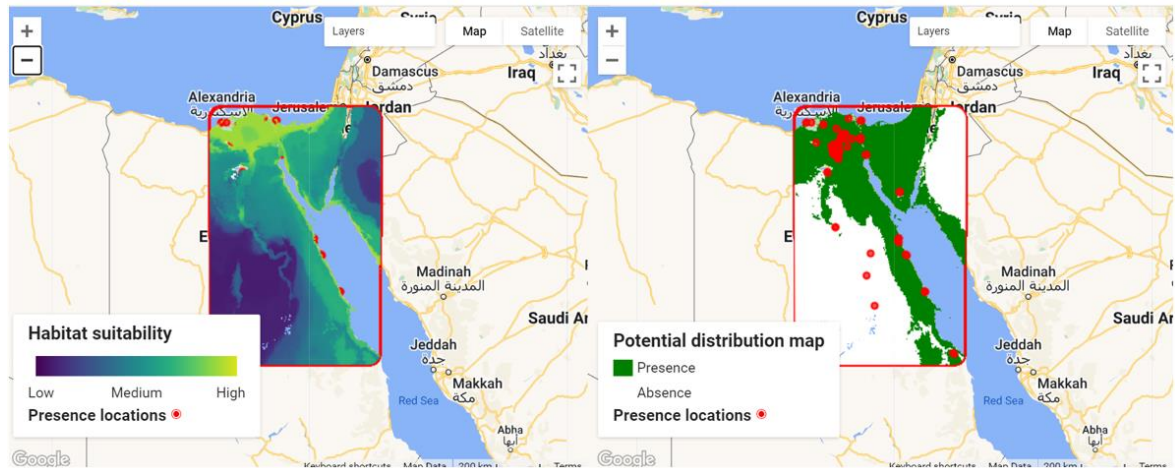 Cyprus
Syria
Layers
Map
Satellite
بغداد
Iraq
Damascus
دمشق
Alexandria
الإسكندرية
Jerusalem
Jordan
E
Madinah
المدينة المنورة
Saudi Ar
Jeddah
جدة
Makkah
مكة
Red Sea
Abha
أبها
Habitat suitability
Low Medium High
Presence locations
Google
Keyboard shortcuts Map Data 200 km Terms
Cyprus
Syria
Layers
Map
Satellite
بغداد
Iraq
Damascus
دمشق
Alexandria
الإسكندرية
Jerusalem
Jordan
E
Madinah
المدينة المنورة
Saudi Ar
Jeddah
جدة
Makkah
مكة
Red Sea
Abha
أبها
Potential distribution map
Presence
Absence
Presence locations
Google
Keyboard shortcuts Map Data 200 km Terms